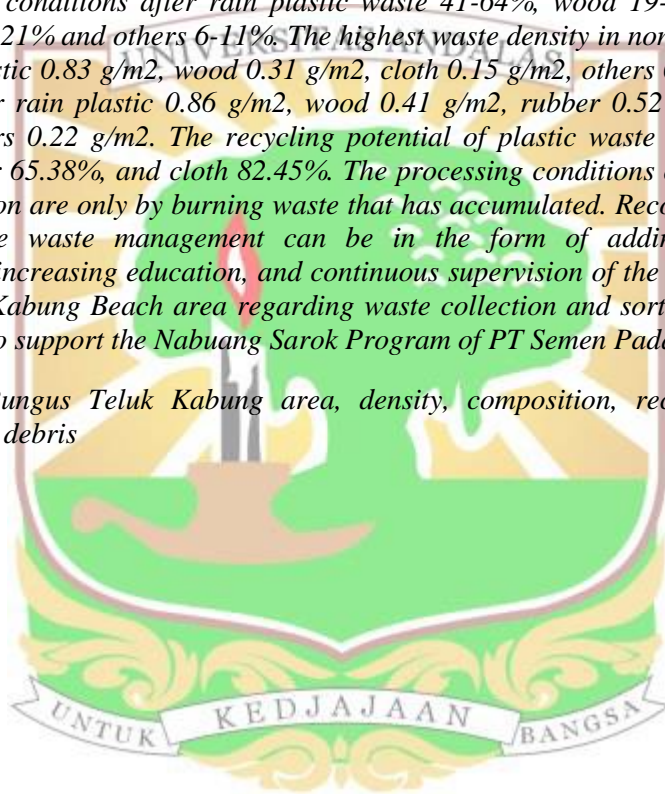 conditions after rain plastic waste 41-64%, wood 19-
21% and others 6-11%. The highest waste density in non
UNIVERSITAS ANDALAS
stic 0.83 g/m2, wood 0.31 g/m2, cloth 0.15 g/m2, others
r rain plastic 0.86 g/m2, wood 0.41 g/m2, rubber 0.52
rs 0.22 g/m2. The recycling potential of plastic waste
r 65.38%, and cloth 82.45%. The processing conditions
on are only by burning waste that has accumulated. Reco
e waste management can be in the form of addin
increasing education, and continuous supervision of the
Kabung Beach area regarding waste collection and sort
o support the Nabuang Sarok Program of PT Semen Pada
ungus Teluk Kabung area, density, composition, rec
debris
UNTUK KEDJAJAAN BANGSA